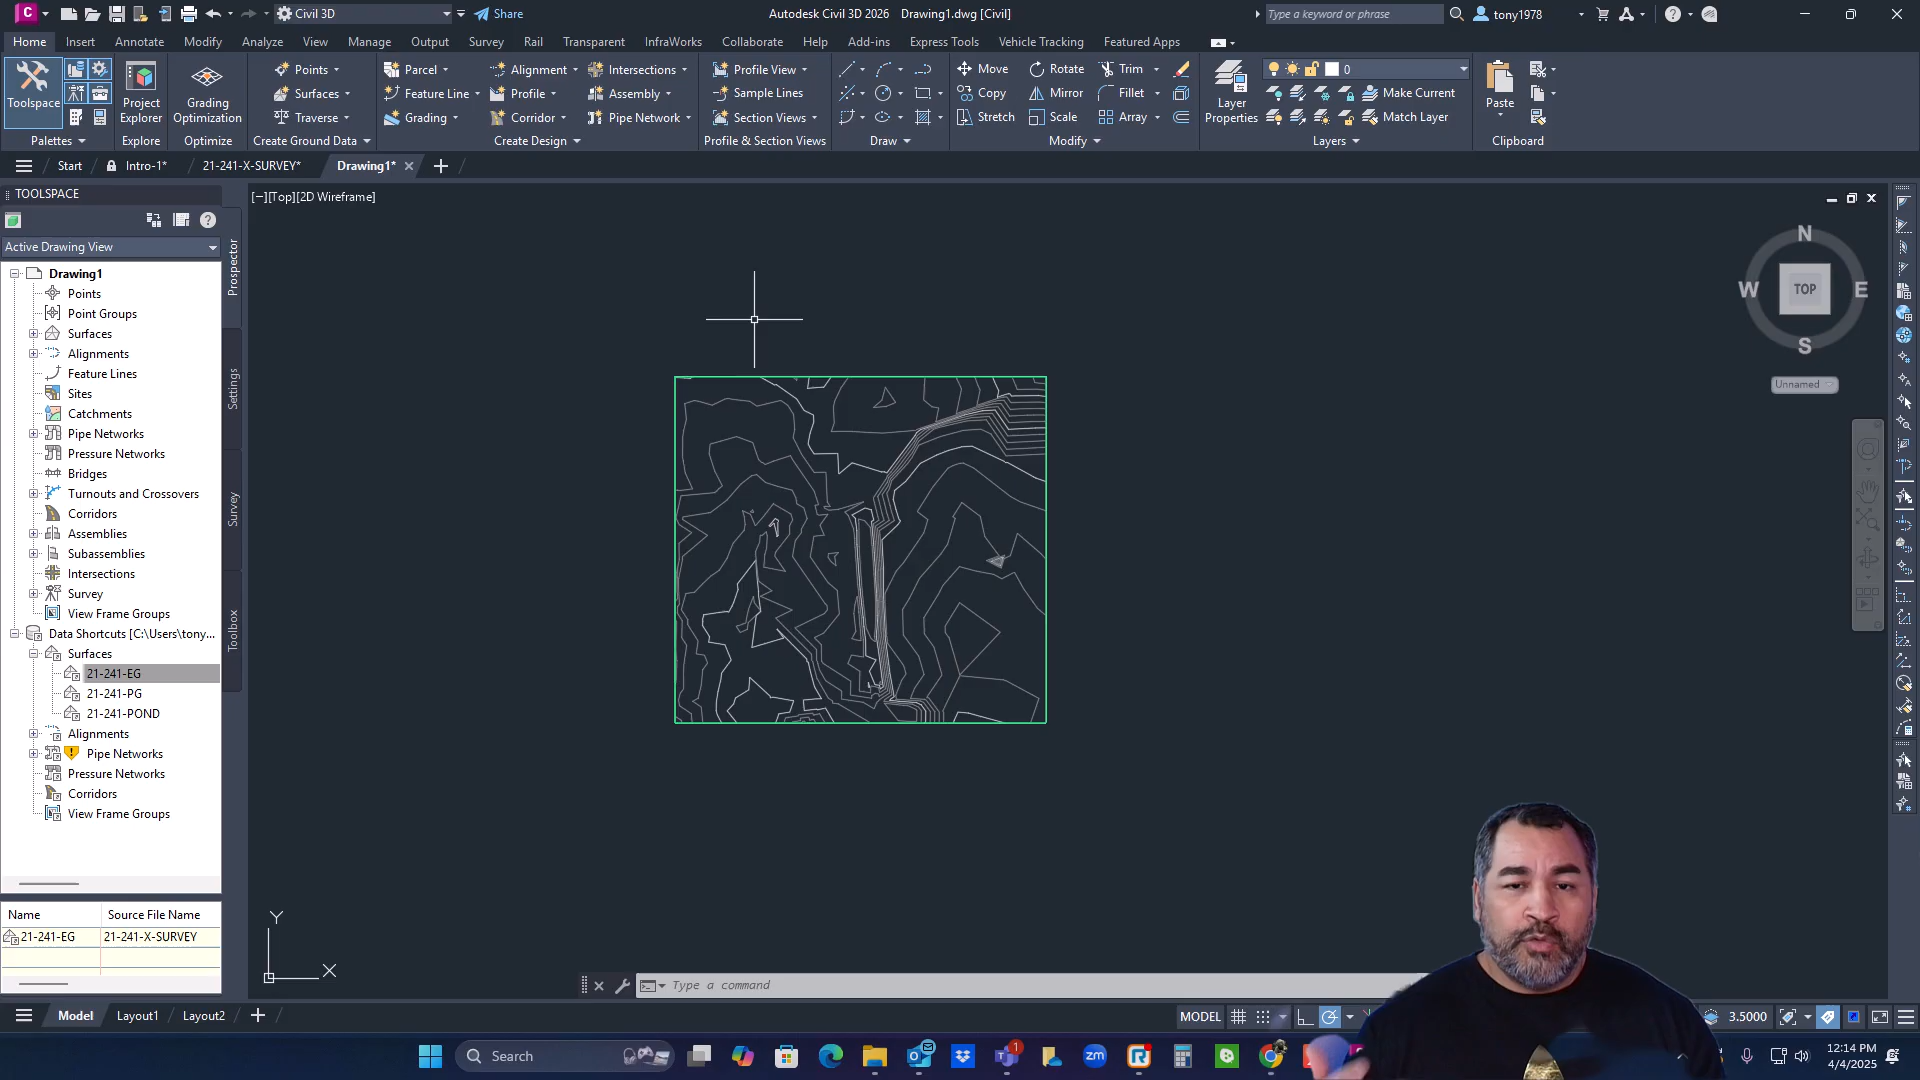 C
Civil 3D
Share
Autodesk Civil 3D 2026 Drawing1.dwg [Civil]
Type a keyword or phrase
tony1978
Home Insert Annotate Modify Analyze View Manage Output Survey Rail Transparent InfraWorks Collaborate Help Add-ins Express Tools Vehicle Tracking Featured Apps
Points Parcel Alignment Intersections Profile View Move Rotate Trim 0
Surfaces Feature Line Profile Assembly Sample Lines Copy Mirror Fillet Make Current
Toolspace Project Explorer Grading Optimization Layer Properties Paste
Traverse Grading Corridor Pipe Network Section Views Stretch Scale Array Match Layer
Palettes Explore Optimize Create Ground Data Create Design Profile & Section Views Draw Modify Layers Clipboard
Start Intro-1* 21-241-X-SURVEY* Drawing1*
TOOLSPACE
[−][Top][2D Wireframe]
Active Drawing View
Prospector
Settings
Survey
Toolbox
Drawing1
Points
Point Groups
Surfaces
Alignments
Feature Lines
Sites
Catchments
Pipe Networks
Pressure Networks
Bridges
Turnouts and Crossovers
Corridors
Assemblies
Subassemblies
Intersections
Survey
View Frame Groups
Data Shortcuts [C:\Users\tony...
Surfaces
21-241-EG
21-241-PG
21-241-POND
Alignments
Pipe Networks
Pressure Networks
Corridors
View Frame Groups
Name Source File Name
21-241-EG 21-241-X-SURVEY
N
W TOP E
S
Unnamed
Y
X
Type a command
Model Layout1 Layout2
MODEL
3.5000
Search
1
zm
12:14 PM
4/4/2025